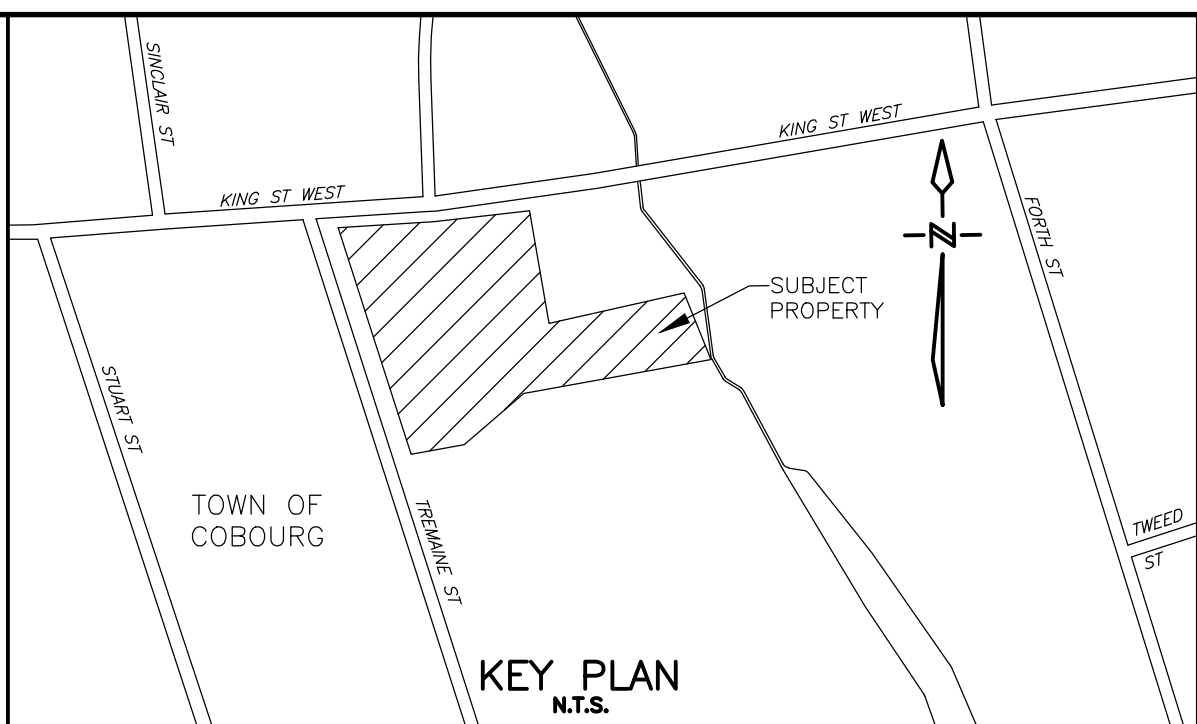 SINCLAIR ST
KING ST WEST
KING ST WEST
N
FORTH ST
SUBJECT
PROPERTY
STUART ST
TOWN OF
COBOURG
TREMAINE ST
TWEED
ST
KEY PLAN
N.T.S.